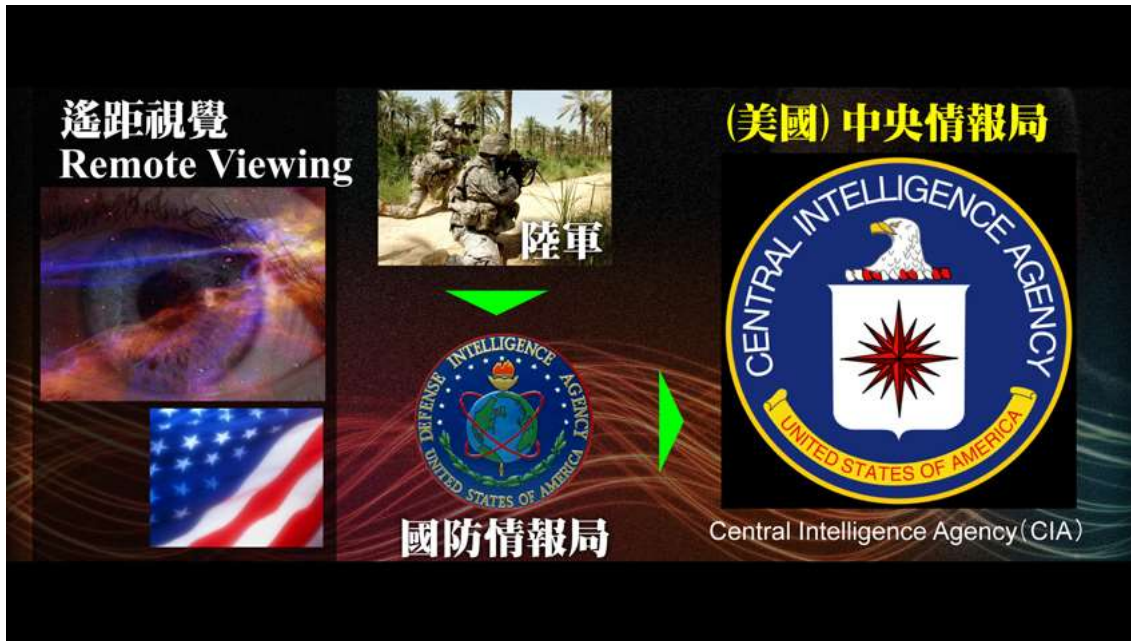 遙距視覺
Remote Viewing
陸軍
DEFENSE INTELLIGENCE AGENCY
UNITED STATES OF AMERICA
國防情報局
(美國) 中央情報局
CENTRAL INTELLIGENCE AGENCY
UNITED STATES OF AMERICA
Central Intelligence Agency(CIA)